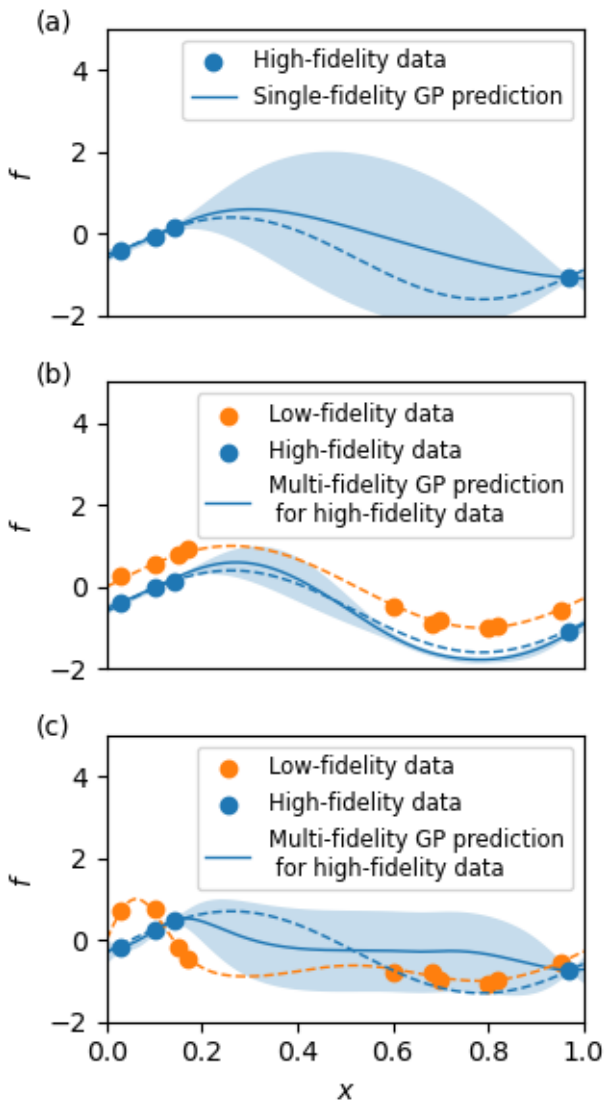 (a)
4
2
0
−2
f
High-fidelity data
Single-fidelity GP prediction
(b)
4
2
0
−2
f
Low-fidelity data
High-fidelity data
Multi-fidelity GP prediction
for high-fidelity data
(c)
4
2
0
−2
f
Low-fidelity data
High-fidelity data
Multi-fidelity GP prediction
for high-fidelity data
0.0 0.2 0.4 0.6 0.8 1.0
x